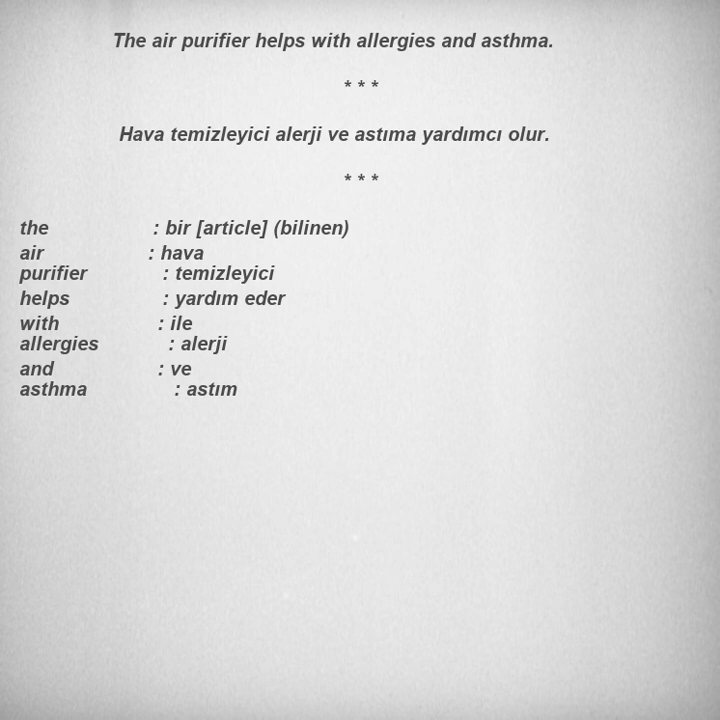 The air purifier helps with allergies and asthma.
* * *
Hava temizleyici alerji ve astıma yardımcı olur.
* * *
the : bir [article] (bilinen)
air : hava
purifier : temizleyici
helps : yardım eder
with : ile
allergies : alerji
and : ve
asthma : astım